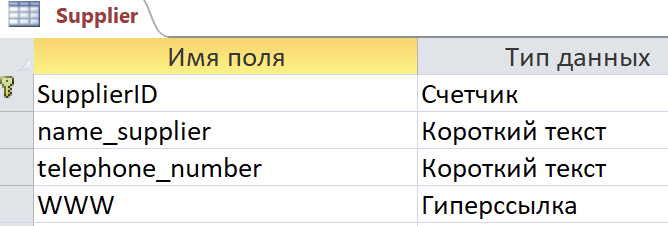 Supplier
Имя поля Тип данных
SupplierID Счетчик
name_supplier Короткий текст
telephone_number Короткий текст
WWW Гиперссылка